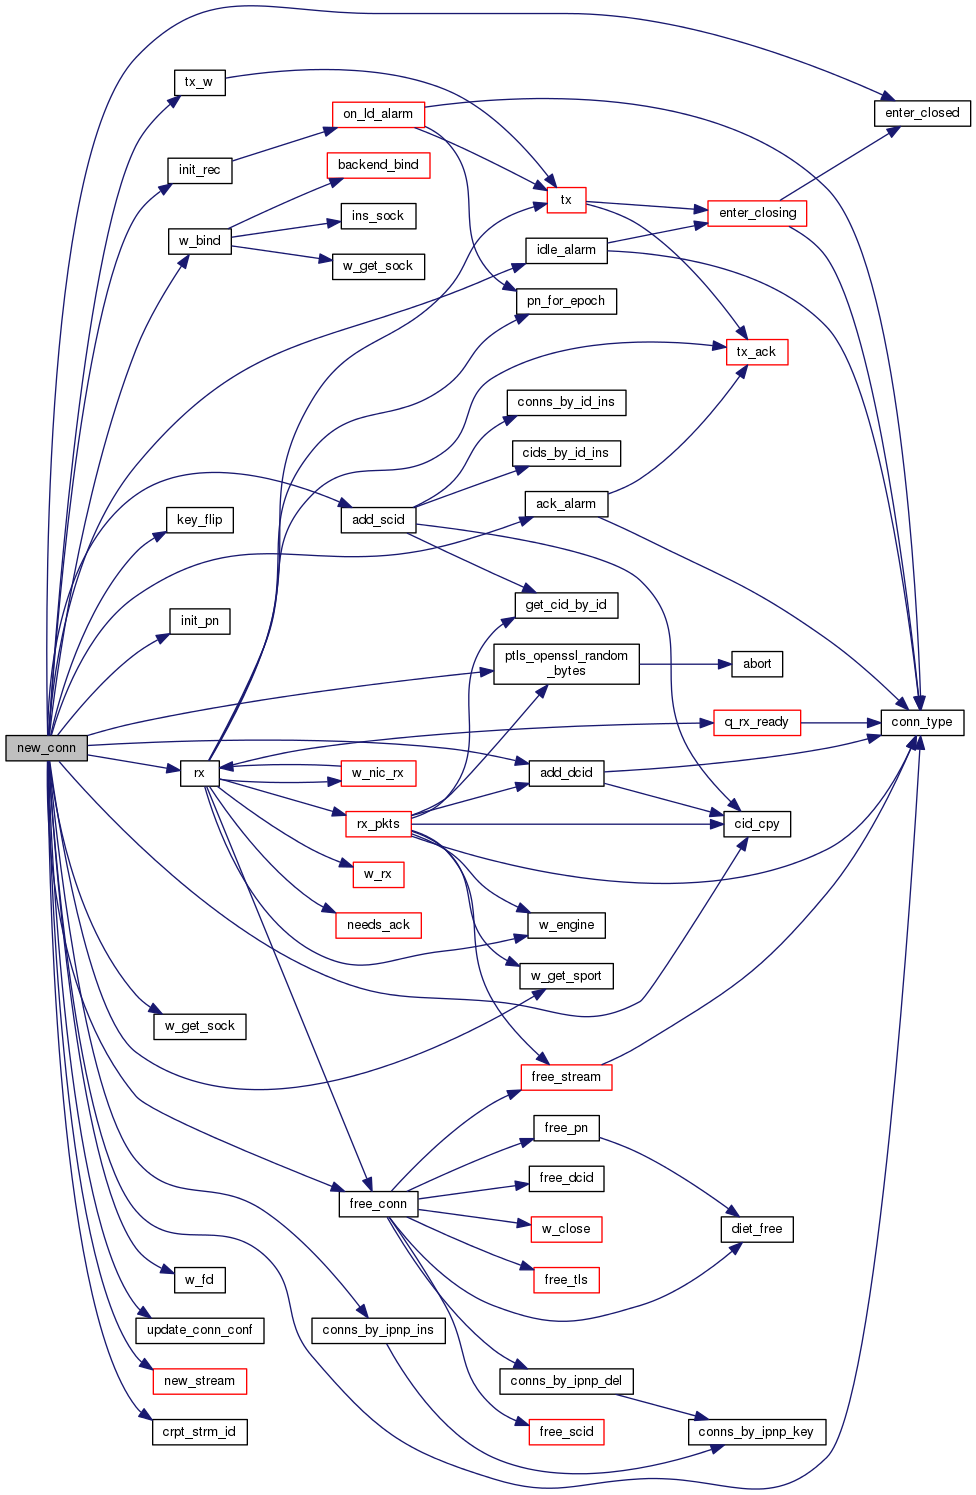 enter_closed
tx_w
on_ld_alarm
init_rec
backend_bind
tx
ins_sock
enter_closing
w_bind
idle_alarm
w_get_sock
pn_for_epoch
tx_ack
conns_by_id_ins
cids_by_id_ins
ack_alarm
key_flip
add_scid
get_cid_by_id
init_pn
ptls_openssl_random
_bytes
abort
q_rx_ready
conn_type
new_conn
rx
w_nic_rx
add_dcid
rx_pkts
cid_cpy
w_rx
needs_ack
w_engine
w_get_sport
w_get_sock
free_stream
free_pn
free_dcid
free_conn
w_close
diet_free
w_fd
free_tls
update_conn_conf
conns_by_ipnp_ins
new_stream
conns_by_ipnp_del
crpt_strm_id
free_scid
conns_by_ipnp_key